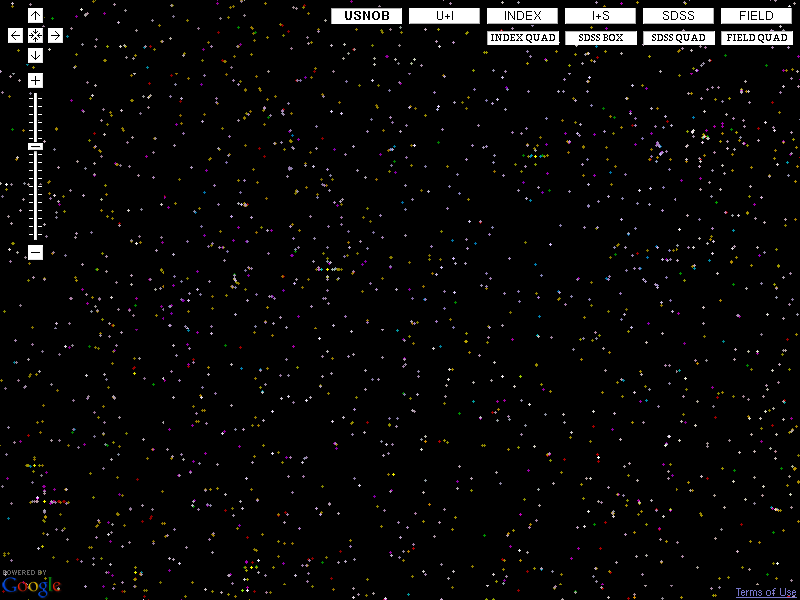 USNOB U+I INDEX I+S SDSS FIELD
INDEX QUAD SDSS BOX SDSS QUAD FIELD QUAD
POWERED BY
Google
Terms of Use